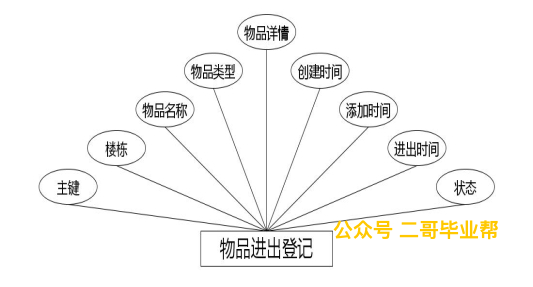 物品详情
物品类型
创建时间
物品名称
添加时间
楼栋
进出时间
主键
状态
公众号 二哥毕业帮
物品进出登记